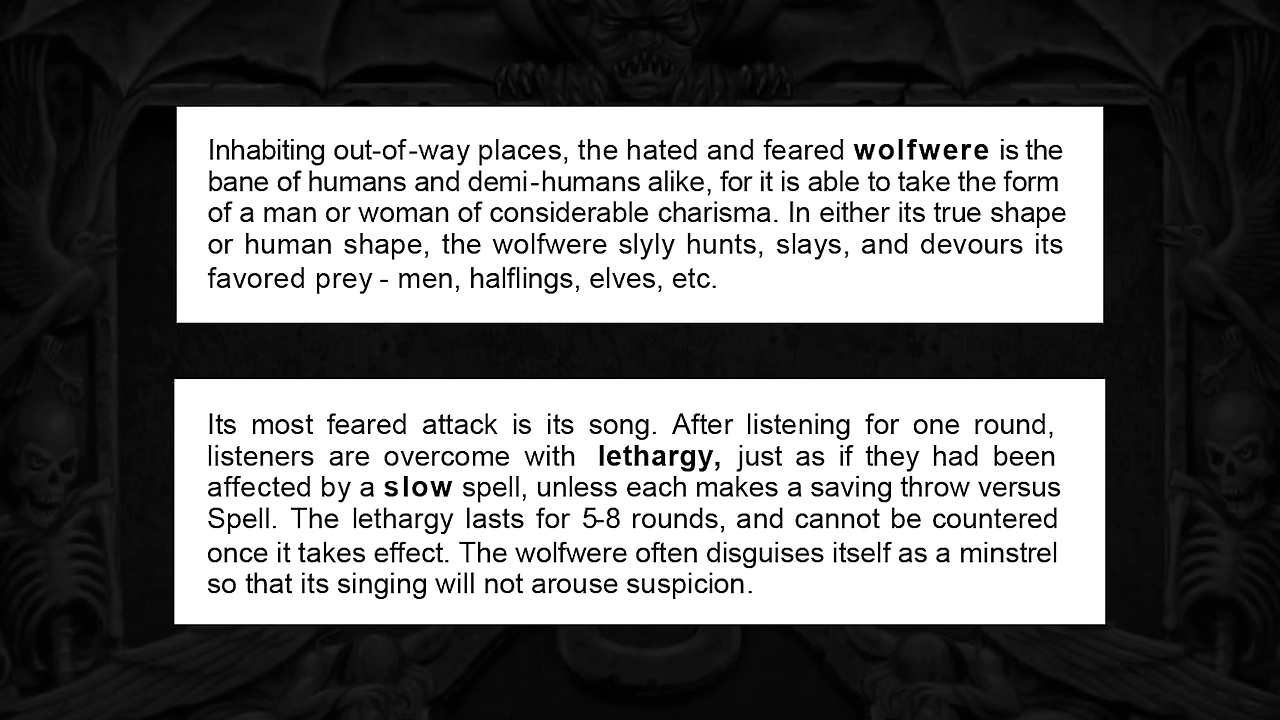 Inhabiting out-of-way places, the hated and feared wolfwere is the
bane of humans and demi-humans alike, for it is able to take the form
of a man or woman of considerable charisma. In either its true shape
or human shape, the wolfwere slyly hunts, slays, and devours its
favored prey - men, halflings, elves, etc.
Its most feared attack is its song. After listening for one round,
listeners are overcome with lethargy, just as if they had been
affected by a slow spell, unless each makes a saving throw versus
Spell. The lethargy lasts for 5-8 rounds, and cannot be countered
once it takes effect. The wolfwere often disguises itself as a minstrel
so that its singing will not arouse suspicion.